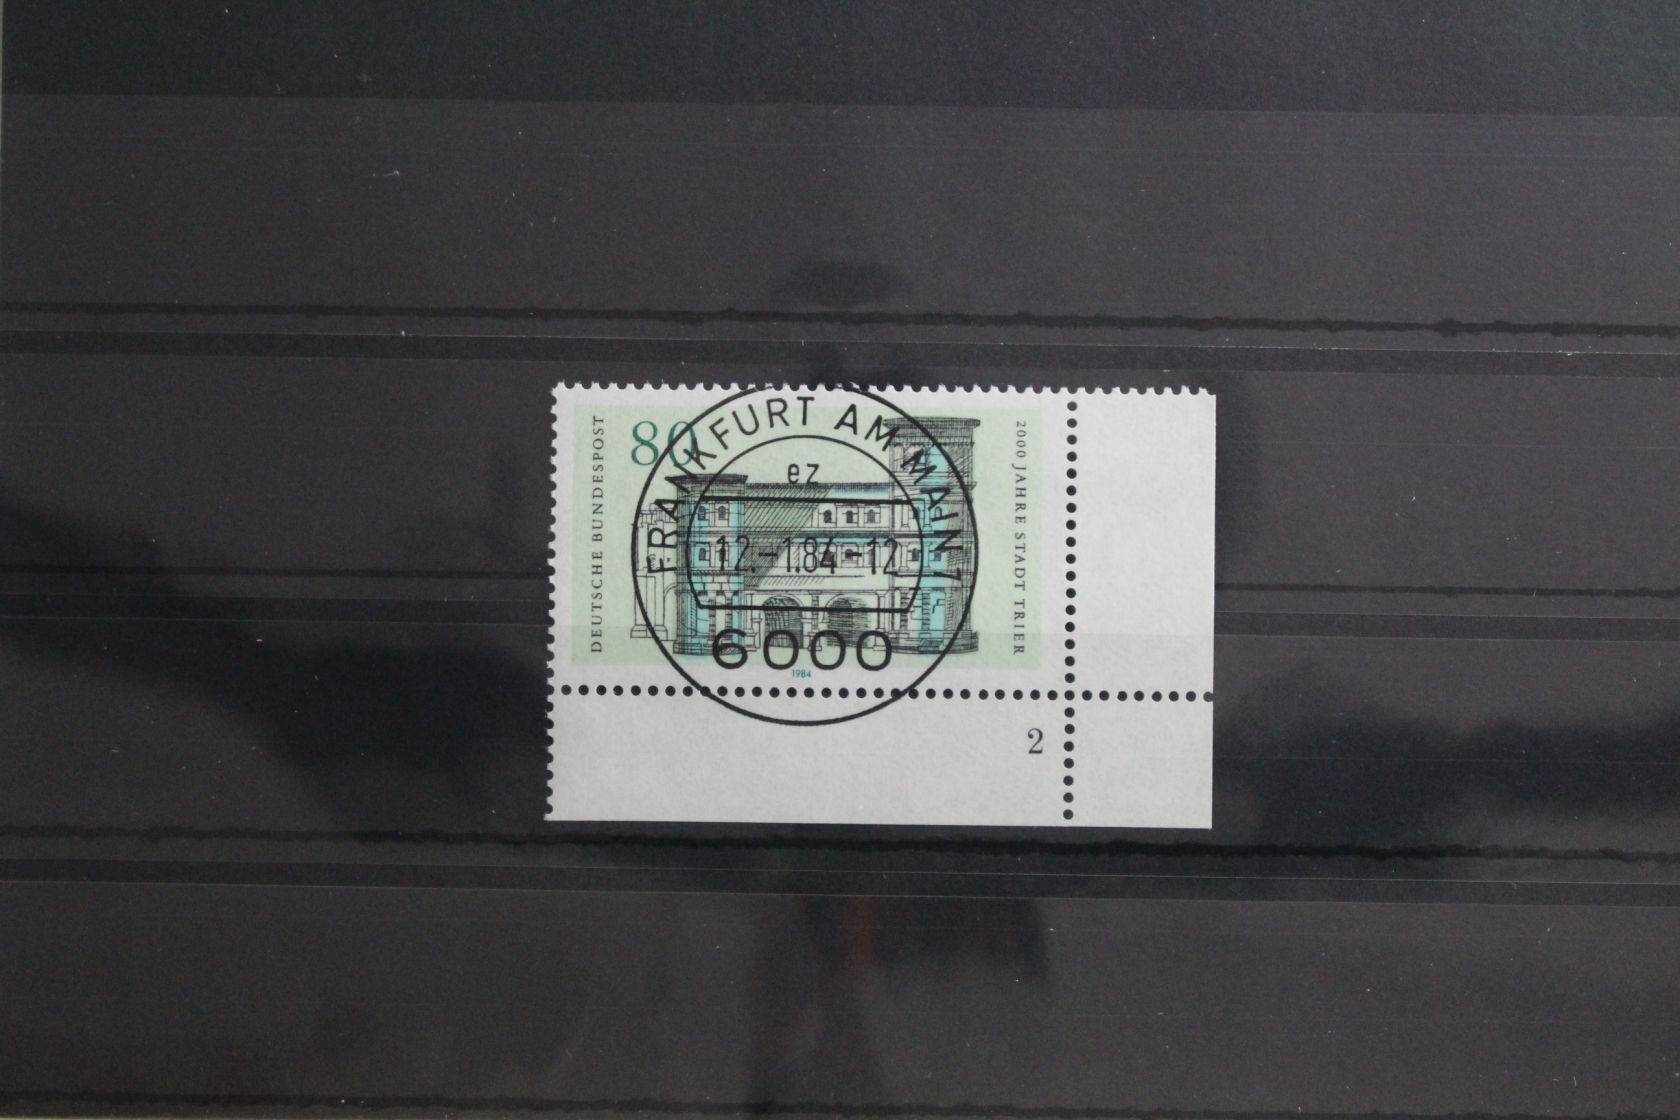 DEUTSCHE BUNDESPOST
80
2000 JAHRE STADT TRIER
1984
FRANKFURT AM MAIN 1
ez
12.-1.84-12
6000
2